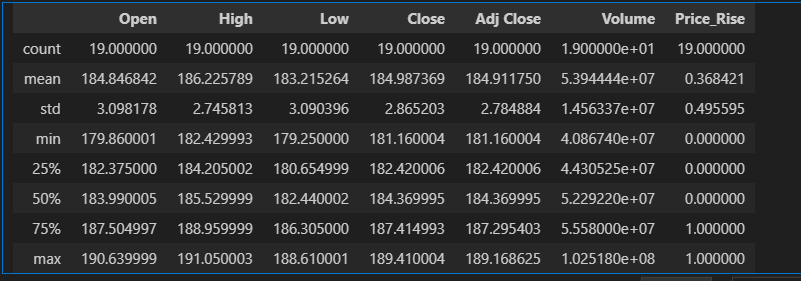 Open High Low Close Adj Close Volume Price_Rise
count 19.000000 19.000000 19.000000 19.000000 19.000000 1.900000e+01 19.000000
mean 184.846842 186.225789 183.215264 184.987369 184.911750 5.394444e+07 0.368421
std 3.098178 2.745813 3.090396 2.865203 2.784884 1.456337e+07 0.495595
min 179.860001 182.429993 179.250000 181.160004 181.160004 4.086740e+07 0.000000
25% 182.375000 184.205002 180.654999 182.420006 182.420006 4.430525e+07 0.000000
50% 183.990005 185.529999 182.440002 184.369995 184.369995 5.229220e+07 0.000000
75% 187.504997 188.959999 186.305000 187.414993 187.295403 5.558000e+07 1.000000
max 190.639999 191.050003 188.610001 189.410004 189.168625 1.025180e+08 1.000000